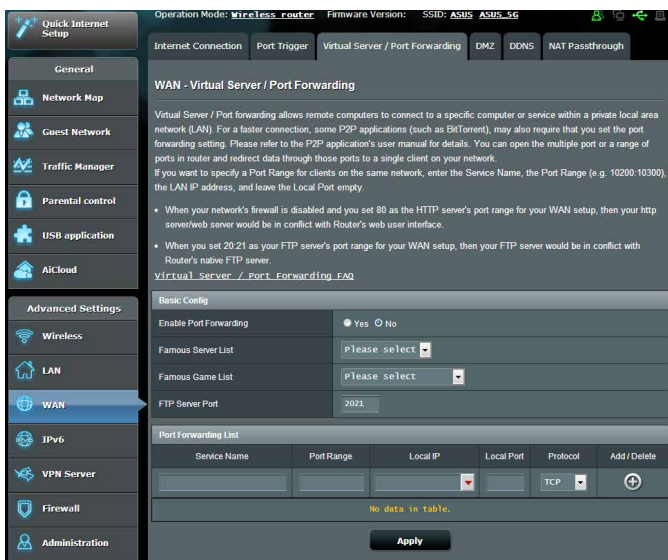 Quick Internet
Setup
Operation Mode: Wireless router Firmware Version: SSID: ASUS ASUS_5G
Internet Connection Port Trigger Virtual Server / Port Forwarding DMZ DDNS NAT Passthrough
General
Network Map
Guest Network
Traffic Manager
Parental control
USB application
AiCloud
Advanced Settings
Wireless
LAN
WAN
IPv6
VPN Server
Firewall
Administration
WAN - Virtual Server / Port Forwarding
Virtual Server / Port forwarding allows remote computers to connect to a specific computer or service within a private local area
network (LAN). For a faster connection, some P2P applications (such as BitTorrent), may also require that you set the port
forwarding setting. Please refer to the P2P application's user manual for details. You can open the multiple port or a range of
ports in router and redirect data through those ports to a single client on your network.
If you want to specify a Port Range for clients on the same network, enter the Service Name, the Port Range (e.g. 10200:10300),
the LAN IP address, and leave the Local Port empty.
• When your network's firewall is disabled and you set 80 as the HTTP server's port range for your WAN setup, then your http
server/web server would be in conflict with Router's web user interface.
• When you set 20:21 as your FTP server's port range for your WAN setup, then your FTP server would be in conflict with
Router's native FTP server.
Virtual Server / Port Forwarding FAQ
Basic Config
Enable Port Forwarding Yes No
Famous Server List Please select
Famous Game List Please select
FTP Server Port 2021
Port Forwarding List
Service Name Port Range Local IP Local Port Protocol Add / Delete
TCP
No data in table.
Apply